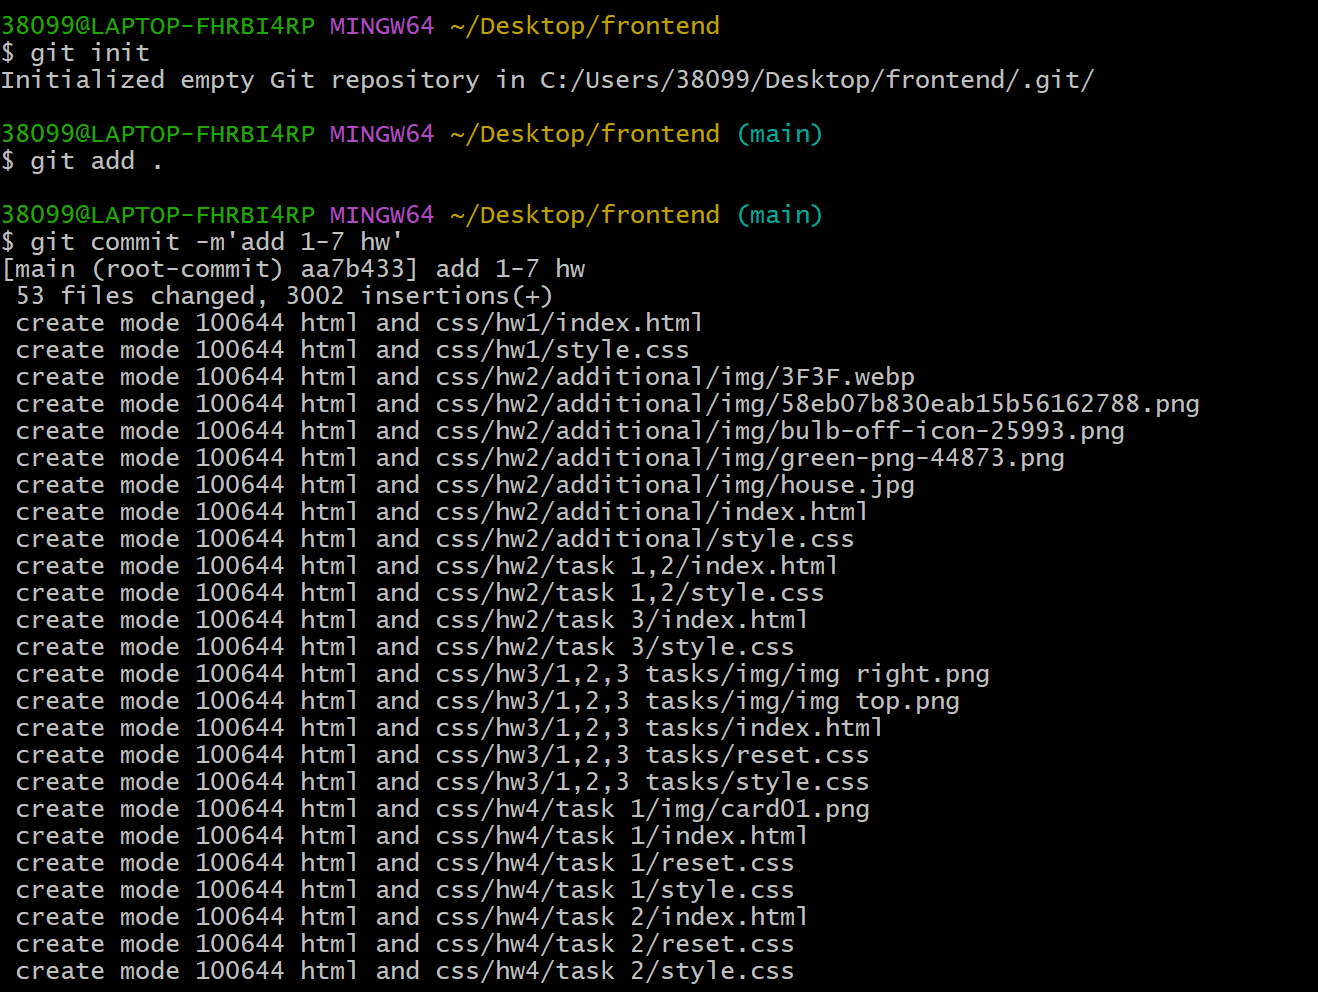 38099@LAPTOP-FHRBI4RP MINGW64 ~/Desktop/frontend
$ git init
Initialized empty Git repository in C:/Users/38099/Desktop/frontend/.git/
38099@LAPTOP-FHRBI4RP MINGW64 ~/Desktop/frontend (main)
$ git add .
38099@LAPTOP-FHRBI4RP MINGW64 ~/Desktop/frontend (main)
$ git commit -m'add 1-7 hw'
[main (root-commit) aa7b433] add 1-7 hw
53 files changed, 3002 insertions(+)
create mode 100644 html and css/hw1/index.html
create mode 100644 html and css/hw1/style.css
create mode 100644 html and css/hw2/additional/img/3F3F.webp
create mode 100644 html and css/hw2/additional/img/58eb07b830eab15b56162788.png
create mode 100644 html and css/hw2/additional/img/bulb-off-icon-25993.png
create mode 100644 html and css/hw2/additional/img/green-png-44873.png
create mode 100644 html and css/hw2/additional/img/house.jpg
create mode 100644 html and css/hw2/additional/index.html
create mode 100644 html and css/hw2/additional/style.css
create mode 100644 html and css/hw2/task 1,2/index.html
create mode 100644 html and css/hw2/task 1,2/style.css
create mode 100644 html and css/hw2/task 3/index.html
create mode 100644 html and css/hw2/task 3/style.css
create mode 100644 html and css/hw3/1,2,3 tasks/img/img right.png
create mode 100644 html and css/hw3/1,2,3 tasks/img/img top.png
create mode 100644 html and css/hw3/1,2,3 tasks/index.html
create mode 100644 html and css/hw3/1,2,3 tasks/reset.css
create mode 100644 html and css/hw3/1,2,3 tasks/style.css
create mode 100644 html and css/hw4/task 1/img/card01.png
create mode 100644 html and css/hw4/task 1/index.html
create mode 100644 html and css/hw4/task 1/reset.css
create mode 100644 html and css/hw4/task 1/style.css
create mode 100644 html and css/hw4/task 2/index.html
create mode 100644 html and css/hw4/task 2/reset.css
create mode 100644 html and css/hw4/task 2/style.css